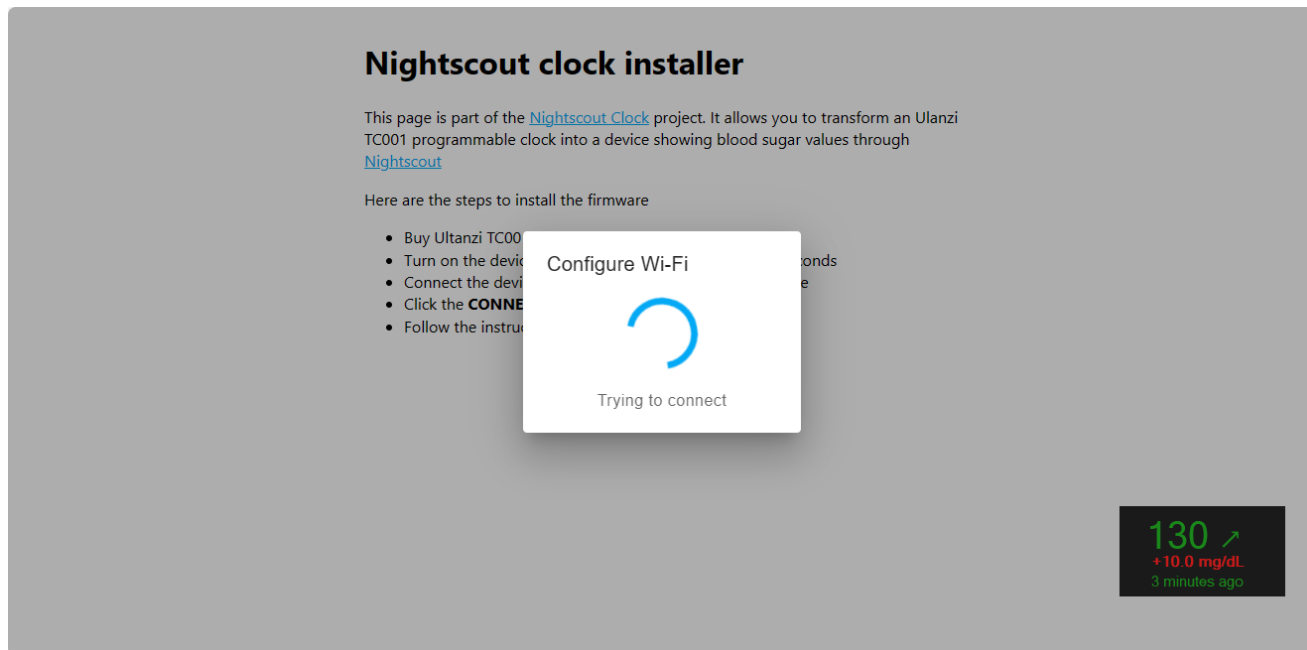 Nightscout clock installer
This page is part of the Nightscout Clock project. It allows you to transform an Ulanzi
TC001 programmable clock into a device showing blood sugar values through
Nightscout
Here are the steps to install the firmware
Buy Ultanzi TC00
Turn on the devic
onds
Configure Wi-Fi
Connect the devi
e
Click the CONNE
Follow the instruc
Trying to connect
130 ↗
+10.0 mg/dL
3 minutes ago